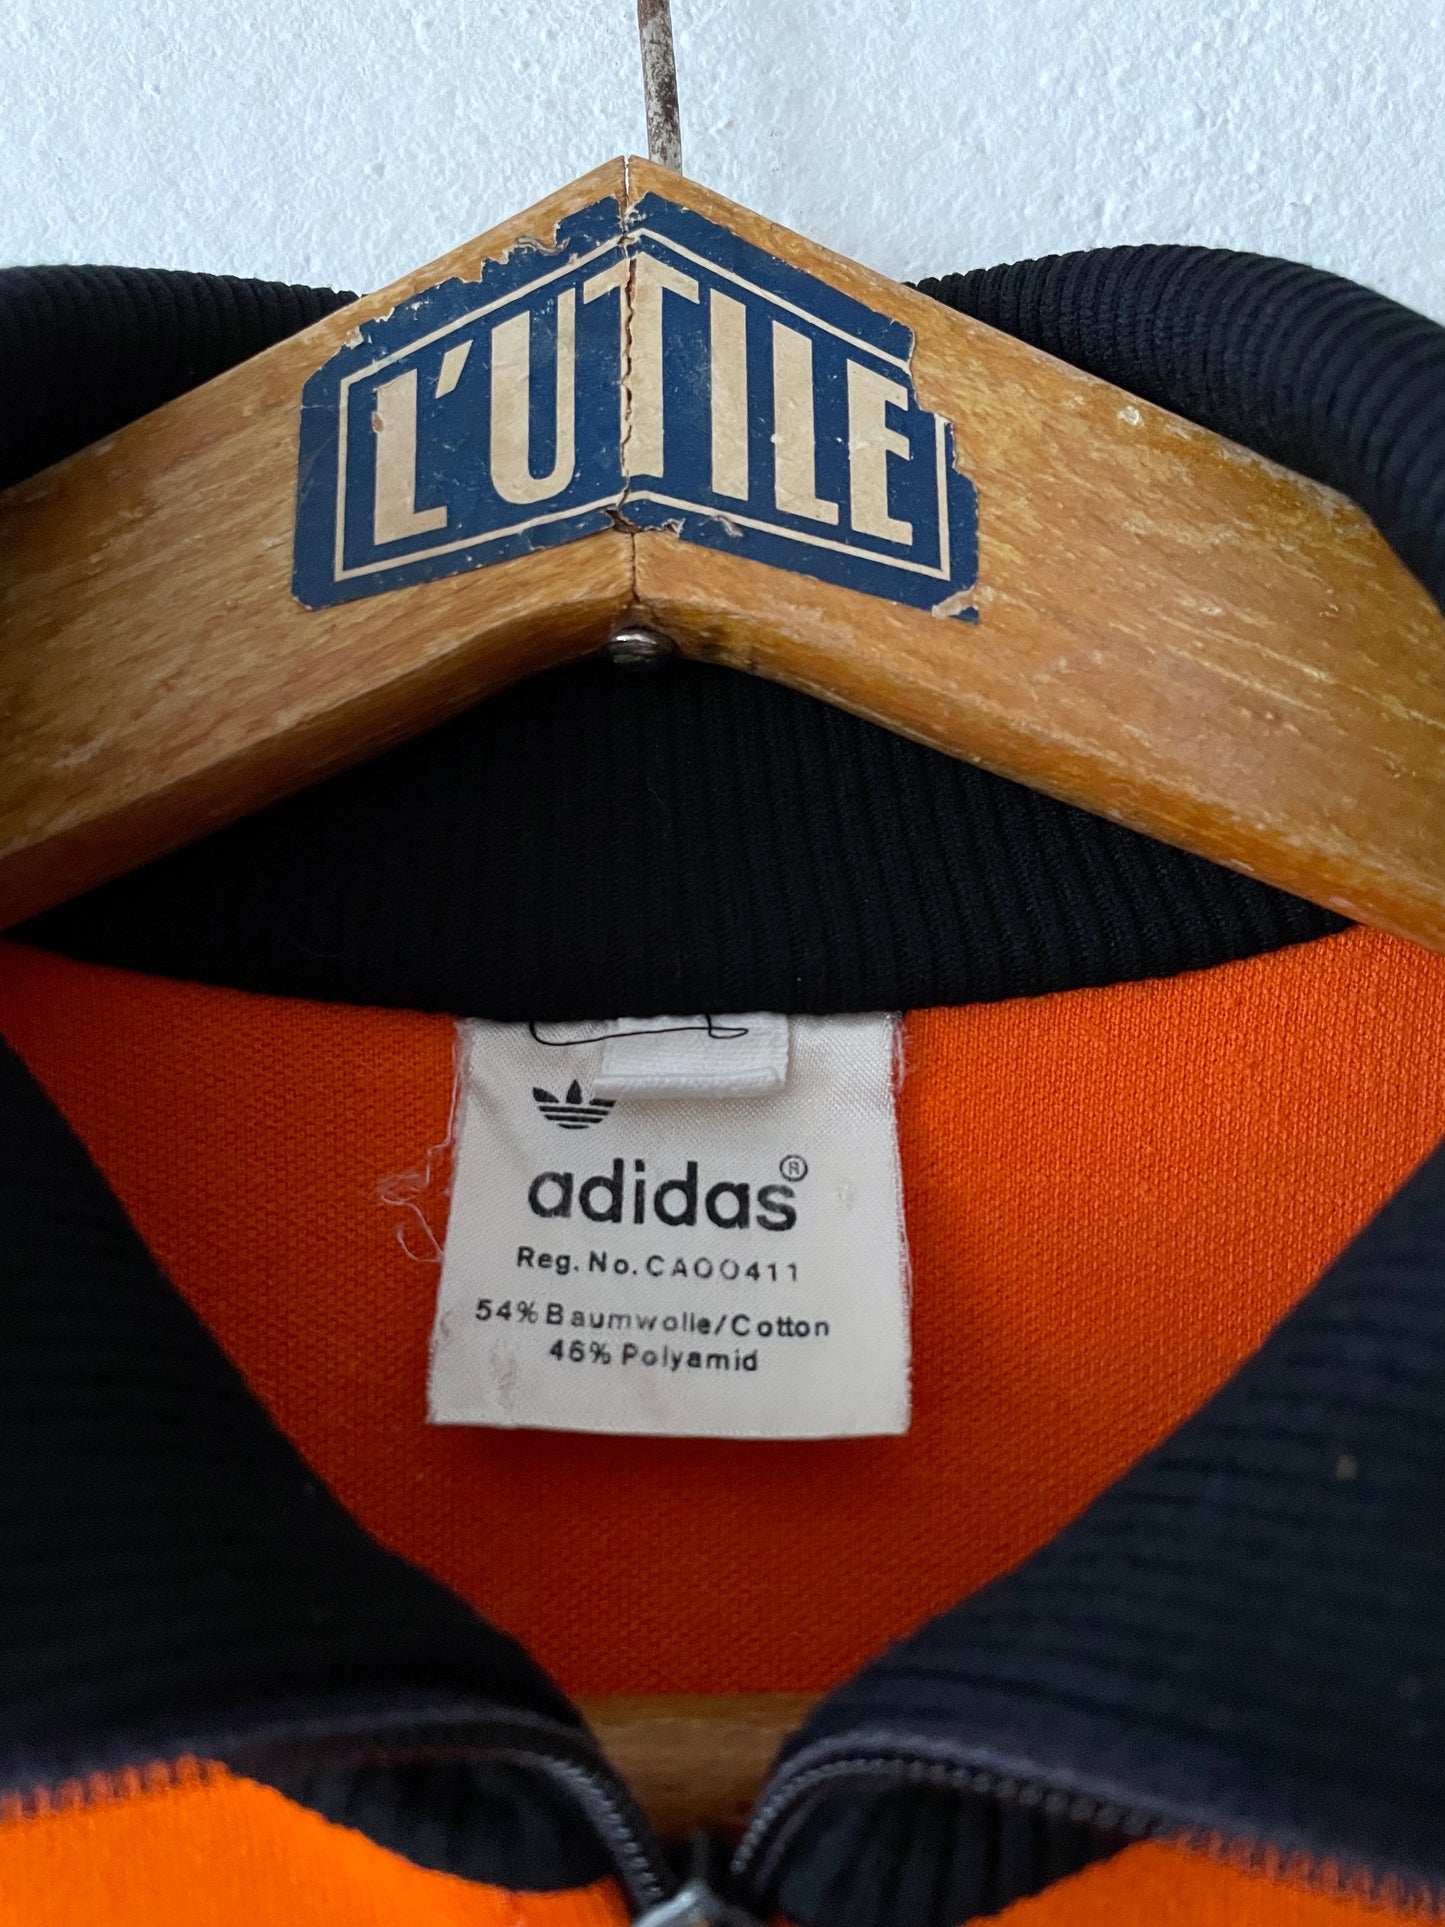 L'UTILE
adidas®
Reg. No. CA00411
54% Baumwolle/Cotton
46% Polyamid